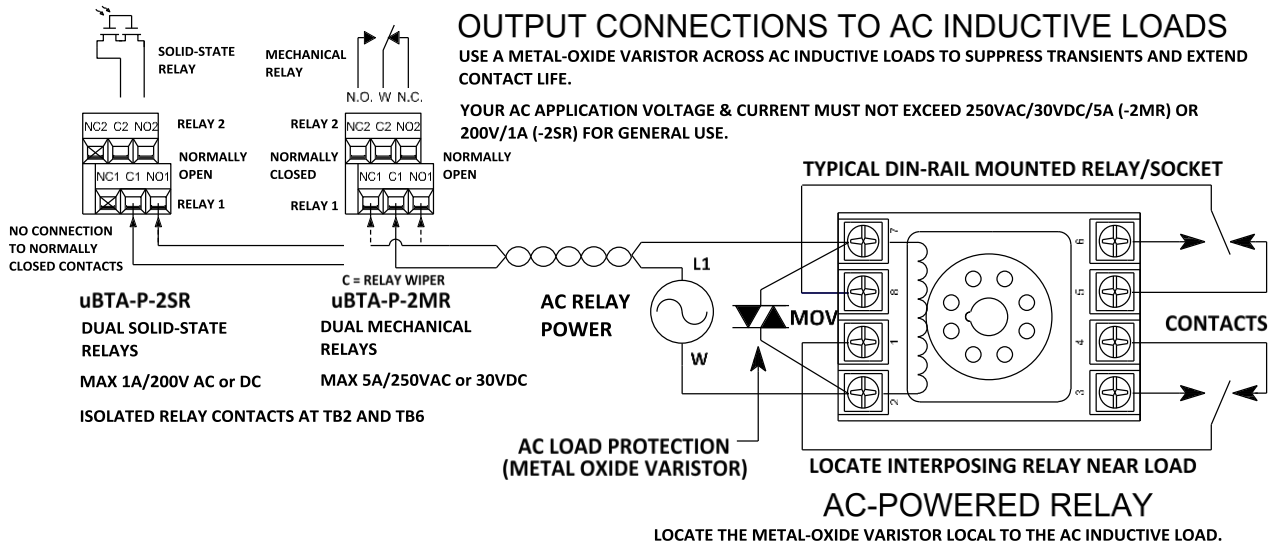 OUTPUT CONNECTIONS TO AC INDUCTIVE LOADS
USE A METAL-OXIDE VARISTOR ACROSS AC INDUCTIVE LOADS TO SUPPRESS TRANSIENTS AND EXTEND
CONTACT LIFE.
YOUR AC APPLICATION VOLTAGE & CURRENT MUST NOT EXCEED 250VAC/30VDC/5A (-2MR) OR
200V/1A (-2SR) FOR GENERAL USE.
SOLID-STATE
RELAY
MECHANICAL
RELAY
N.O. W N.C.
NC2 C2 NO2
RELAY 2
NORMALLY
OPEN
NC1 C1 NO1
RELAY 1
RELAY 2
NC2 C2 NO2
NORMALLY
CLOSED
NORMALLY
OPEN
NC1 C1 NO1
RELAY 1
NO CONNECTION
TO NORMALLY
CLOSED CONTACTS
C = RELAY WIPER
uBTA-P-2SR
DUAL SOLID-STATE
RELAYS
MAX 1A/200V AC or DC
uBTA-P-2MR
DUAL MECHANICAL
RELAYS
MAX 5A/250VAC or 30VDC
ISOLATED RELAY CONTACTS AT TB2 AND TB6
AC RELAY
POWER
L1
W
MOV
TYPICAL DIN-RAIL MOUNTED RELAY/SOCKET
7
8
1
2
6
5
4
3
CONTACTS
AC LOAD PROTECTION
(METAL OXIDE VARISTOR)
LOCATE INTERPOSING RELAY NEAR LOAD
AC-POWERED RELAY
LOCATE THE METAL-OXIDE VARISTOR LOCAL TO THE AC INDUCTIVE LOAD.